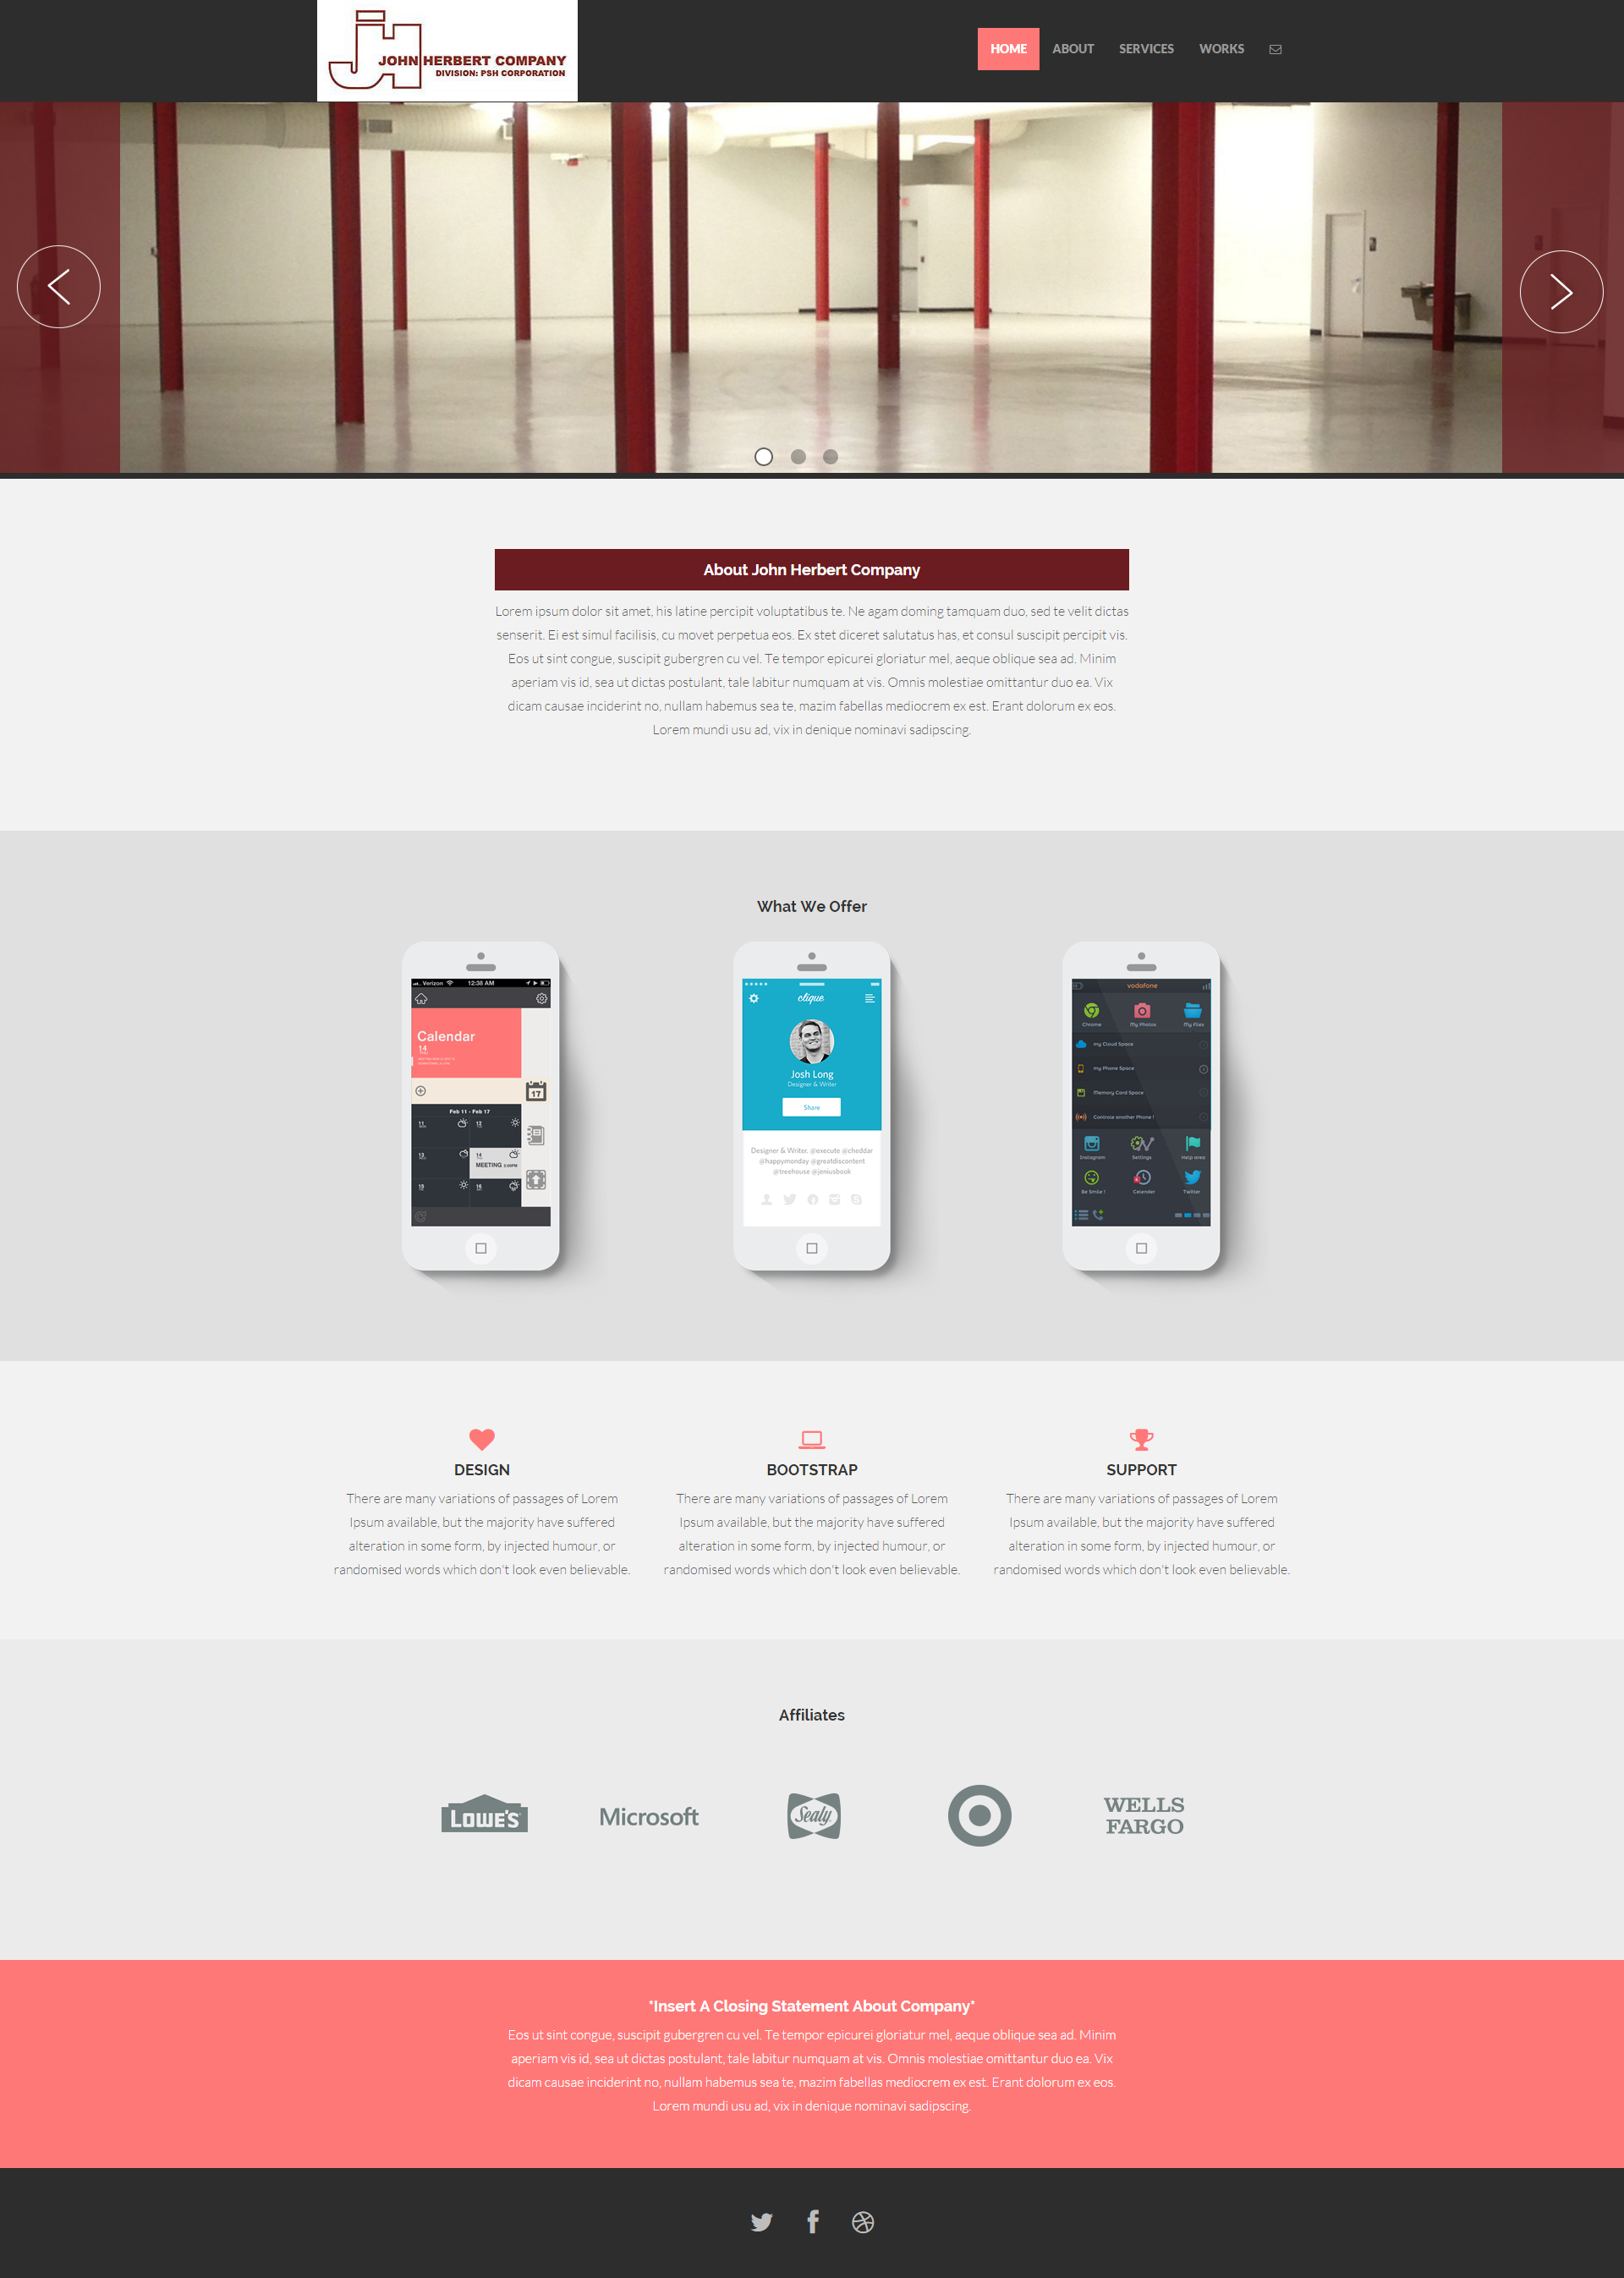 JOHN HERBERT COMPANY
DIVISION: PSH CORPORATION
HOME ABOUT SERVICES WORKS
About John Herbert Company
Lorem ipsum dolor sit amet, his latine percipit voluptatibus te. Ne agam doming tamquam duo, sed te velit dictas
senserit. Ei est simul facilisis, cu movet perpetua eos. Ex stet diceret salutatus has, et consul suscipit percipit vis.
Eos ut sint congue, suscipit gubergren cu vel. Te tempor epicurei gloriatur mel, aeque oblique sea ad. Minim
aperiam vis id, sea ut dictas postulant, tale labitur numquam at vis. Omnis molestiae omittantur duo ea. Vix
dicam causae inciderint no, nullam habemus sea te, mazim fabellas mediocrem ex est. Erant dolorum ex eos.
Lorem mundi usu ad, vix in denique nominavi sadipscing.
What We Offer
Verizon 12:38 AM
Calendar
14
17
Feb 11 - Feb 17
11 12
13 14
MEETING 2:00PM
15 16
clique
Josh Long
Designer & Writer
Share
Designer & Writer. @execute @cheddar
@happymonday @greatdiscontent
@treehouse @jeniusbook
vodafone
Chrome My Photos My Files
my Cloud Space
my Phone Space
Memory Card Space
Controle another Phone !
Instagram Settings Help area
Be Smile ! Calander Twitter
DESIGN
There are many variations of passages of Lorem
Ipsum available, but the majority have suffered
alteration in some form, by injected humour, or
randomised words which don't look even believable.
BOOTSTRAP
There are many variations of passages of Lorem
Ipsum available, but the majority have suffered
alteration in some form, by injected humour, or
randomised words which don't look even believable.
SUPPORT
There are many variations of passages of Lorem
Ipsum available, but the majority have suffered
alteration in some form, by injected humour, or
randomised words which don't look even believable.
Affiliates
LOWE'S
Microsoft
Sealy
WELLS
FARGO
*Insert A Closing Statement About Company*
Eos ut sint congue, suscipit gubergren cu vel. Te tempor epicurei gloriatur mel, aeque oblique sea ad. Minim
aperiam vis id, sea ut dictas postulant, tale labitur numquam at vis. Omnis molestiae omittantur duo ea. Vix
dicam causae inciderint no, nullam habemus sea te, mazim fabellas mediocrem ex est. Erant dolorum ex eos.
Lorem mundi usu ad, vix in denique nominavi sadipscing.